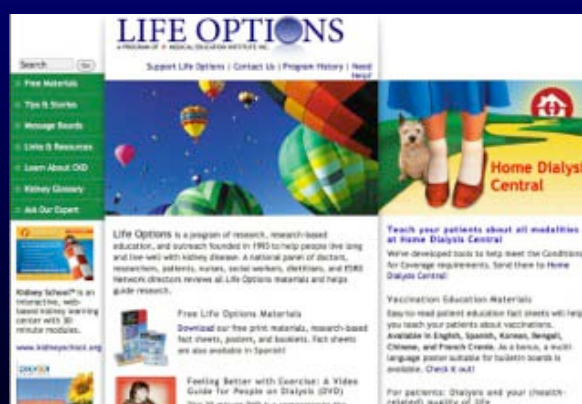 LIFE OPTIONS
A PROGRAM OF MEDICAL EDUCATION INSTITUTE INC.
Support Life Options | Contact Us | Program History | Need
Help?
Search
Go
Free Materials
Tips & Stories
Message Boards
Links & Resources
Learn About CKD
Kidney Glossary
Ask Our Expert
Kidney School™ is an
interactive, web-
based kidney learning
center with 30
minute modules.
www.kidneyschool.org
Life Options is a program of research, research-based
education, and outreach founded in 1993 to help people live long
and live well with kidney disease. A national panel of doctors,
researchers, patients, nurses, social workers, dietitians, and ESRD
Network directors reviews all Life Options materials and helps
guide research.
Free Life Options Materials
Download our free print materials, research-based
fact sheets, posters, and booklets. Fact sheets
are also available in Spanish!
Feeling Better with Exercise: A Video
Guide for People on Dialysis (DVD)
Home Dialysis
Central
Teach your patients about all modalities
at Home Dialysis Central
We've developed tools to help meet the Conditions
for Coverage requirements. Send them to Home
Dialysis Central!
Vaccination Education Materials
Easy-to-read patient education fact sheets will help
you teach your patients about vaccinations.
Available in English, Spanish, Korean, Bengali,
Chinese, and French Creole. As a bonus, a multi
language poster suitable for bulletin boards is
available. Check it out!
For patients: Dialysis and your (health-
related) quality of life